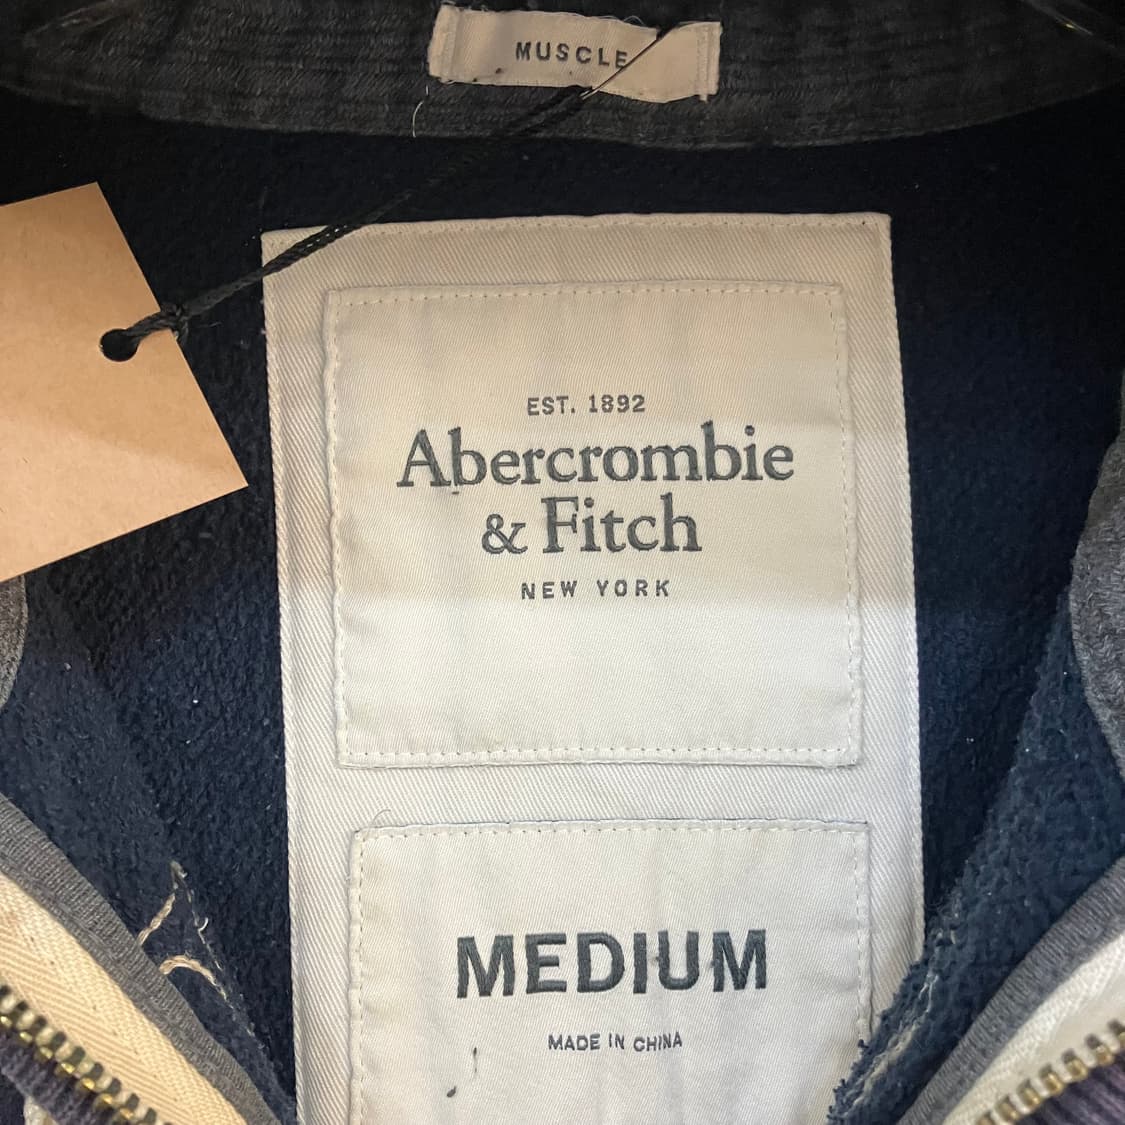 MUSCLE
EST. 1892
Abercrombie
& Fitch
NEW YORK
MEDIUM
MADE IN CHINA